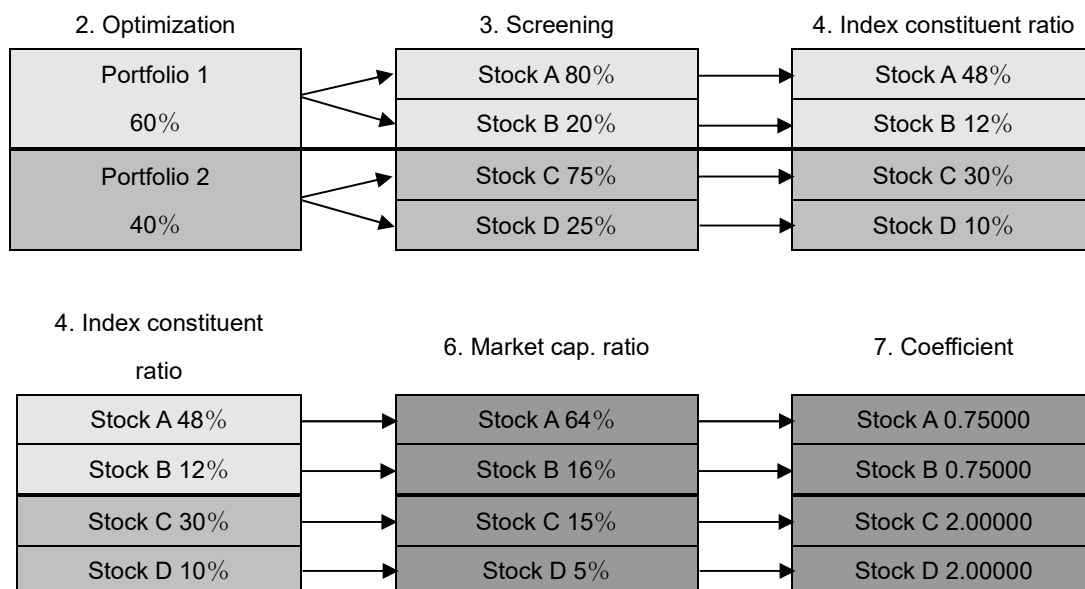 2. Optimization
3. Screening
4. Index constituent ratio
Portfolio 1
60%
Stock A 80%
Stock B 20%
Stock A 48%
Stock B 12%
Portfolio 2
40%
Stock C 75%
Stock D 25%
Stock C 30%
Stock D 10%
4. Index constituent
ratio
6. Market cap. ratio
7. Coefficient
Stock A 48%
Stock A 64%
Stock A 0.75000
Stock B 12%
Stock B 16%
Stock B 0.75000
Stock C 30%
Stock C 15%
Stock C 2.00000
Stock D 10%
Stock D 5%
Stock D 2.00000